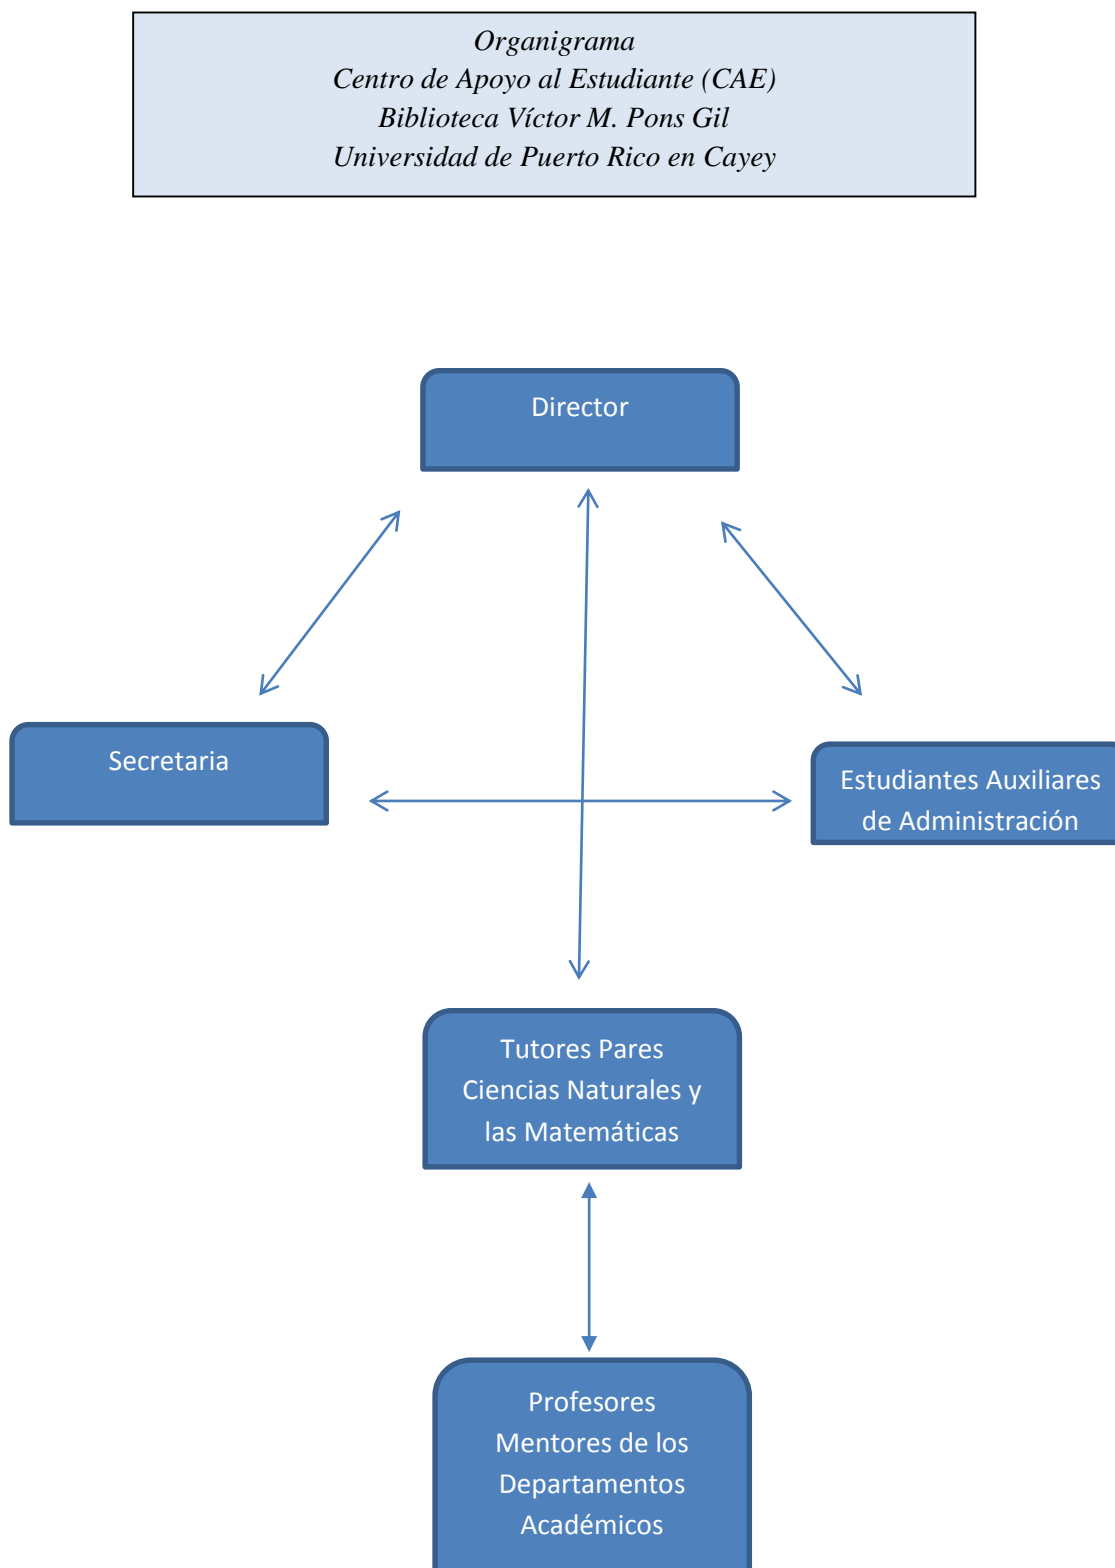 Organigrama
Centro de Apoyo al Estudiante (CAE)
Biblioteca Víctor M. Pons Gil
Universidad de Puerto Rico en Cayey
Director
Secretaria
Estudiantes Auxiliares
de Administración
Tutores Pares
Ciencias Naturales y
las Matemáticas
Profesores
Mentores de los
Departamentos
Académicos